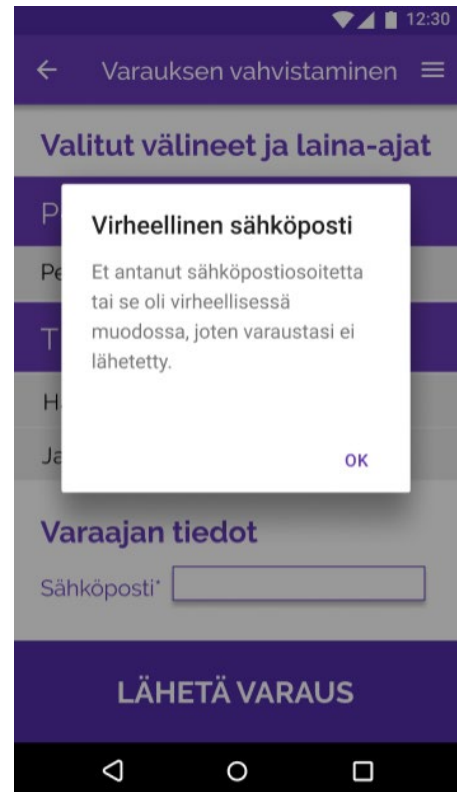 12:30
Varauksen vahvistaminen
Valitut välineet ja laina-ajat
Virheellinen sähköposti
Et antanut sähköpostiosoitetta
tai se oli virheellisessä
muodossa, joten varaustasi ei
lähetetty.
OK
Varaajan tiedot
Sähköposti*
LÄHETÄ VARAUS